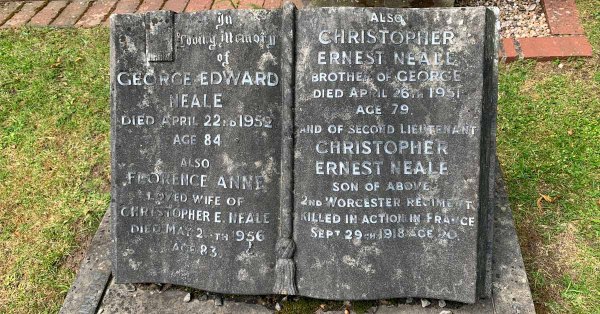 In
Loving Memory
of
GEORGE EDWARD
NEALE
DIED APRIL 22ND 1952
AGE 84
ALSO
FLORENCE ANNE
LOVED WIFE OF
CHRISTOPHER E. NEALE
DIED MAY TH 1956
AGE 83.
ALSO
CHRISTOPHER
ERNEST NEALE
BROTHER OF GEORGE
DIED APRIL 26TH 1951
AGE 79.
AND OF SECOND LIEUTENANT
CHRISTOPHER
ERNEST NEALE
SON OF ABOVE
2ND WORCESTER REGIMENT
KILLED IN ACTION IN FRANCE
SEPT 29TH 1918 AGE 20.